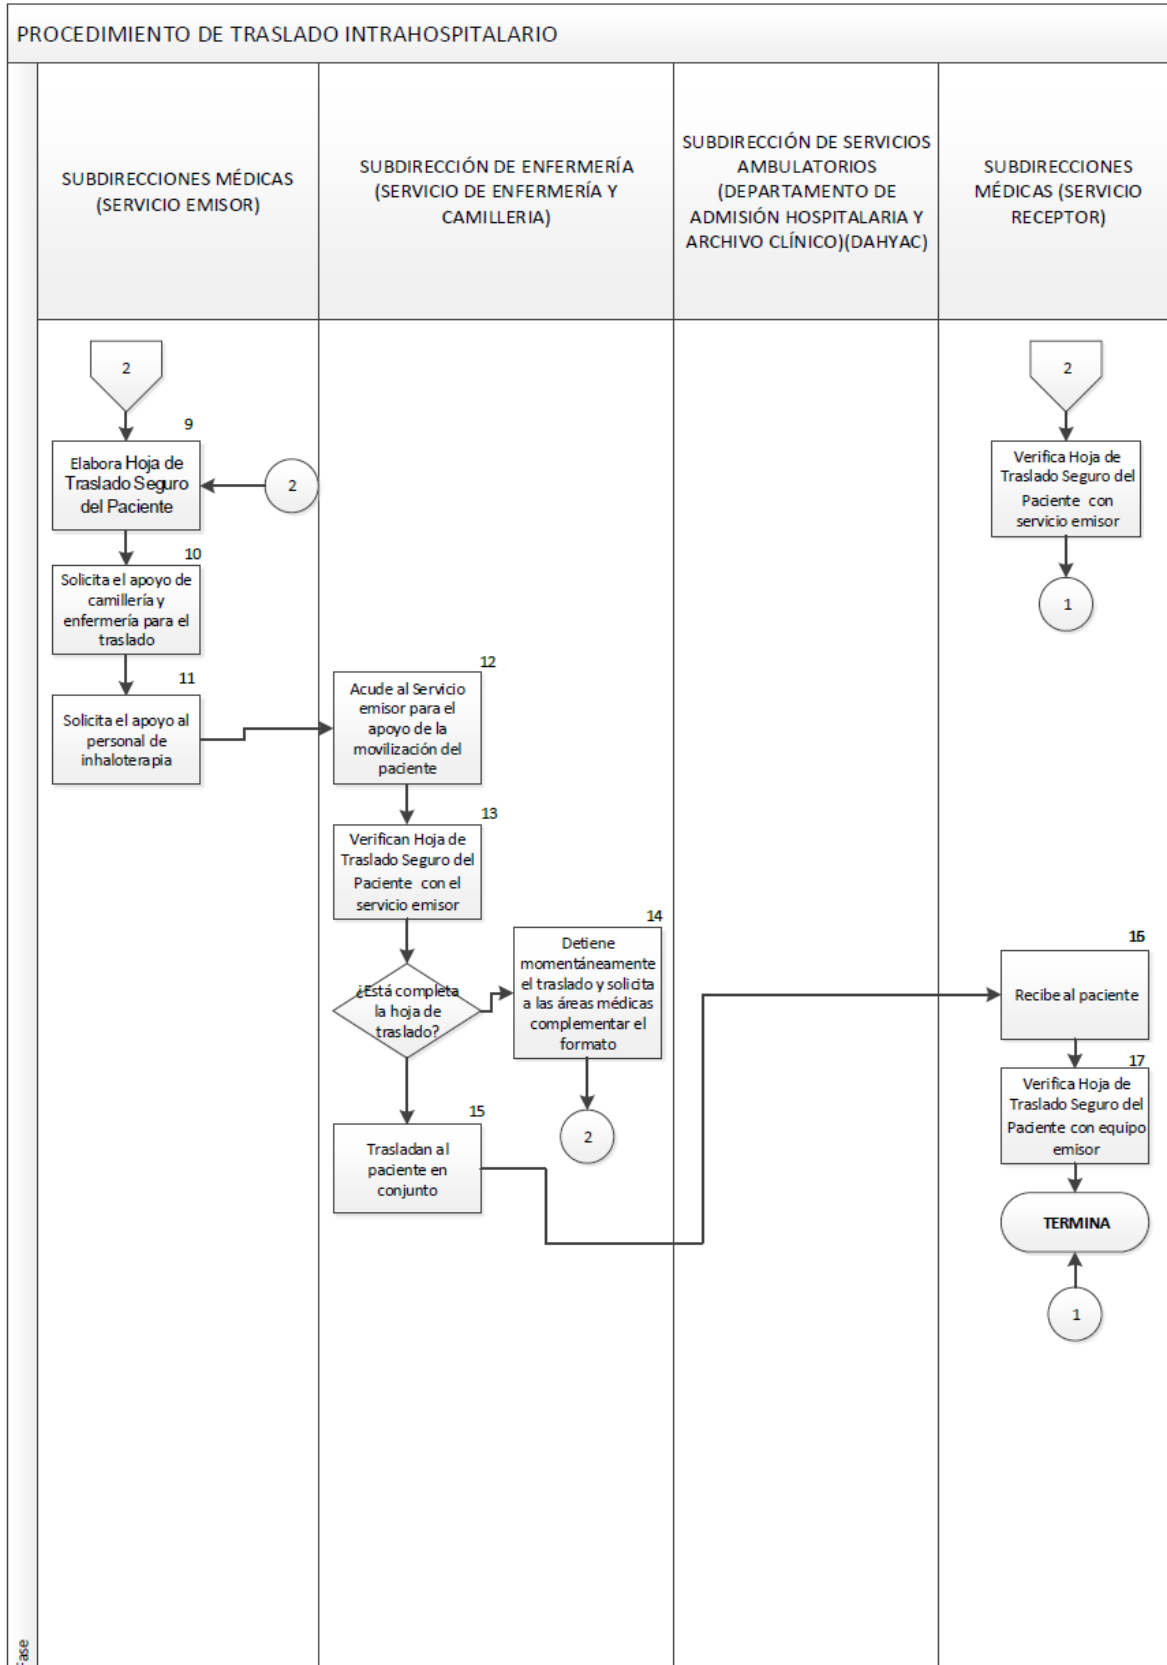 PROCEDIMIENTO DE TRASLADO INTRAHOSPITALARIO
SUBDIRECCIONES MÉDICAS
(SERVICIO EMISOR)
SUBDIRECCIÓN DE ENFERMERÍA
(SERVICIO DE ENFERMERÍA Y
CAMILLERIA)
SUBDIRECCIÓN DE SERVICIOS
AMBULATORIOS
(DEPARTAMENTO DE
ADMISIÓN HOSPITALARIA Y
ARCHIVO CLÍNICO)(DAHYAC)
SUBDIRECCIONES
MÉDICAS (SERVICIO
RECEPTOR)
2
9
Elabora Hoja de
Traslado Seguro
del Paciente
2
10
Solicita el apoyo de
camillería y
enfermería para el
traslado
11
Solicita el apoyo al
personal de
inhaloterapia
12
Acude al Servicio
emisor para el
apoyo de la
movilización del
paciente
13
Verifican Hoja de
Traslado Seguro del
Paciente con el
servicio emisor
¿Está completa
la hoja de
traslado?
14
Detiene
momentáneamente
el traslado y solicita
a las áreas médicas
complementar el
formato
2
15
Trasladan al
paciente en
conjunto
2
Verifica Hoja de
Traslado Seguro del
Paciente con
servicio emisor
1
16
Recibe al paciente
17
Verifica Hoja de
Traslado Seguro del
Paciente con equipo
emisor
TERMINA
1
Fase